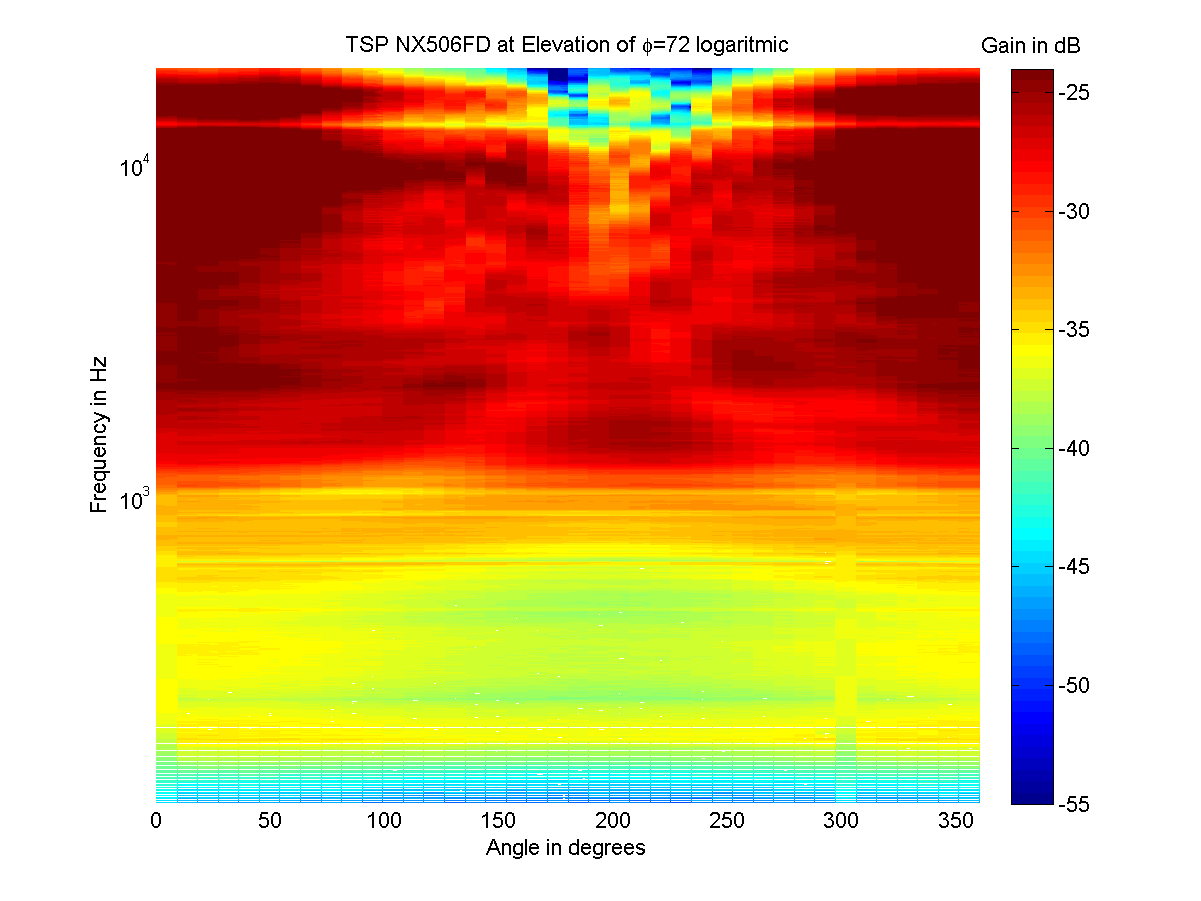 TSP NX506FD at Elevation of ϕ=72 logaritmic
Gain in dB
Frequency in Hz
10^4
10^3
0 50 100 150 200 250 300 350
Angle in degrees
-25
-30
-35
-40
-45
-50
-55